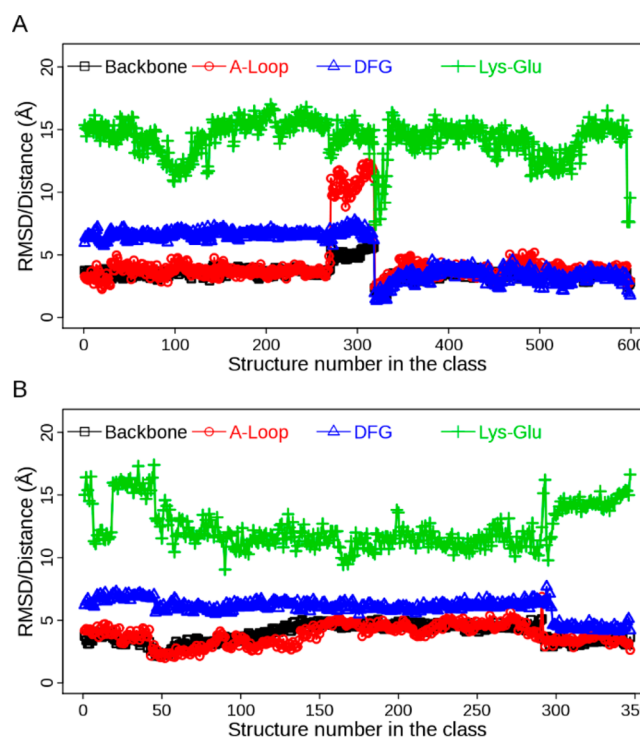 A
Backbone A-Loop DFG Lys-Glu
RMSD/Distance (Å)
20
15
10
5
0
0 100 200 300 400 500 600
Structure number in the class
B
Backbone A-Loop DFG Lys-Glu
RMSD/Distance (Å)
20
15
10
5
0
0 50 100 150 200 250 300 35
Structure number in the class